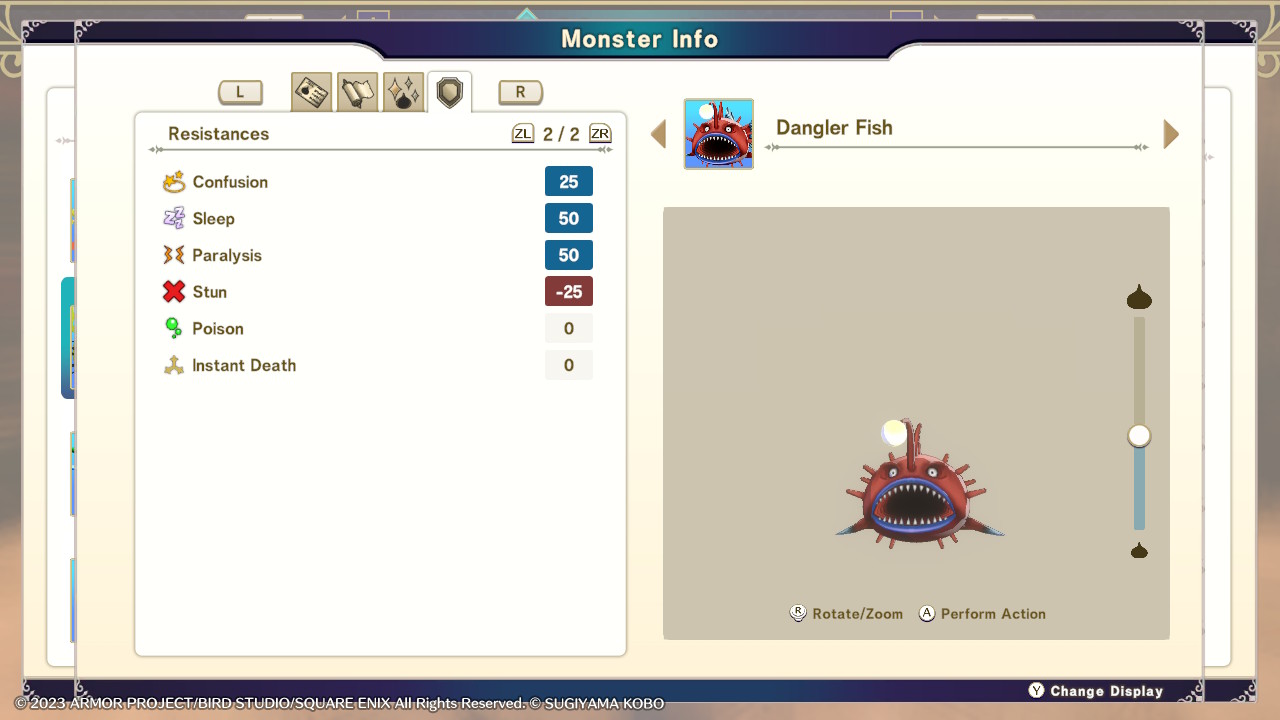 Monster Info
L
R
Resistances
ZL 2 / 2 ZR
Confusion 25
Sleep 50
Paralysis 50
Stun -25
Poison 0
Instant Death 0
Dangler Fish
R Rotate/Zoom A Perform Action
Y Change Display
© 2023 ARMOR PROJECT/BIRD STUDIO/SQUARE ENIX All Rights Reserved. © SUGIYAMA KOBO